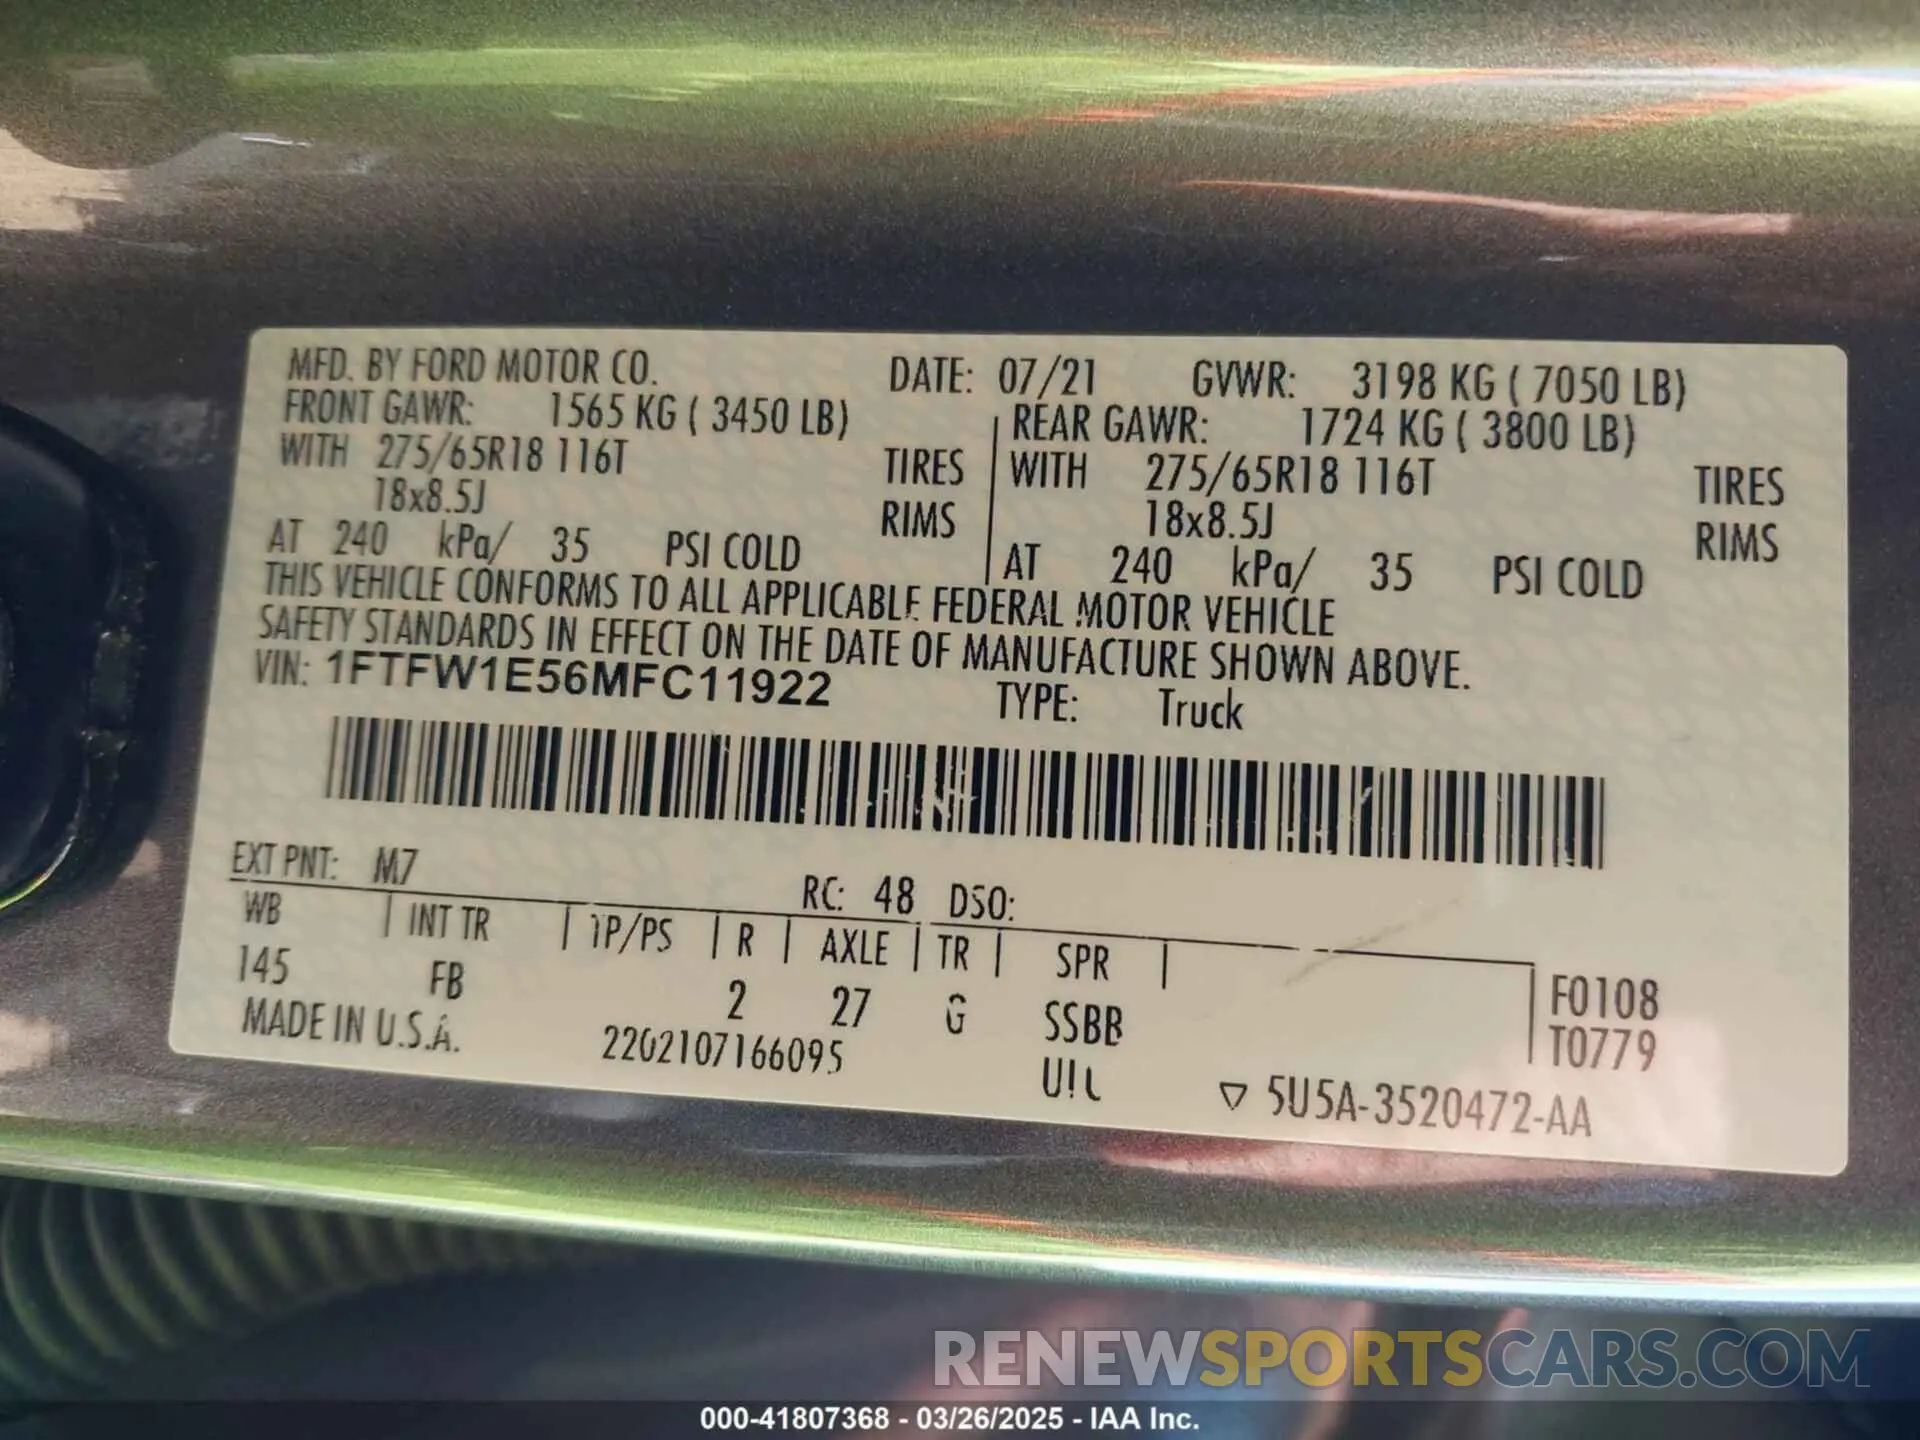 MFD. BY FORD MOTOR CO. DATE: 07/21 GVWR: 3198 KG ( 7050 LB)
FRONT GAWR: 1565 KG ( 3450 LB) REAR GAWR: 1724 KG ( 3800 LB)
WITH 275/65R18 116T TIRES WITH 275/65R18 116T TIRES
18x8.5J RIMS 18x8.5J RIMS
AT 240 kPa/ 35 PSI COLD AT 240 kPa/ 35 PSI COLD
THIS VEHICLE CONFORMS TO ALL APPLICABLE FEDERAL MOTOR VEHICLE
SAFETY STANDARDS IN EFFECT ON THE DATE OF MANUFACTURE SHOWN ABOVE.
VIN: 1FTFW1E56MFC11922 TYPE: Truck
EXT PNT: M7 RC: 48 DSO:
WB | INT TR | TP/PS | R | AXLE | TR | SPR |
145 FB 2 27 G SSBB F0108
T0779
MADE IN U.S.A. 2202107166095
▽ 5U5A-3520472-AA
RENEWSPORTSCARS.COM
000-41807368 - 03/26/2025 - IAA Inc.